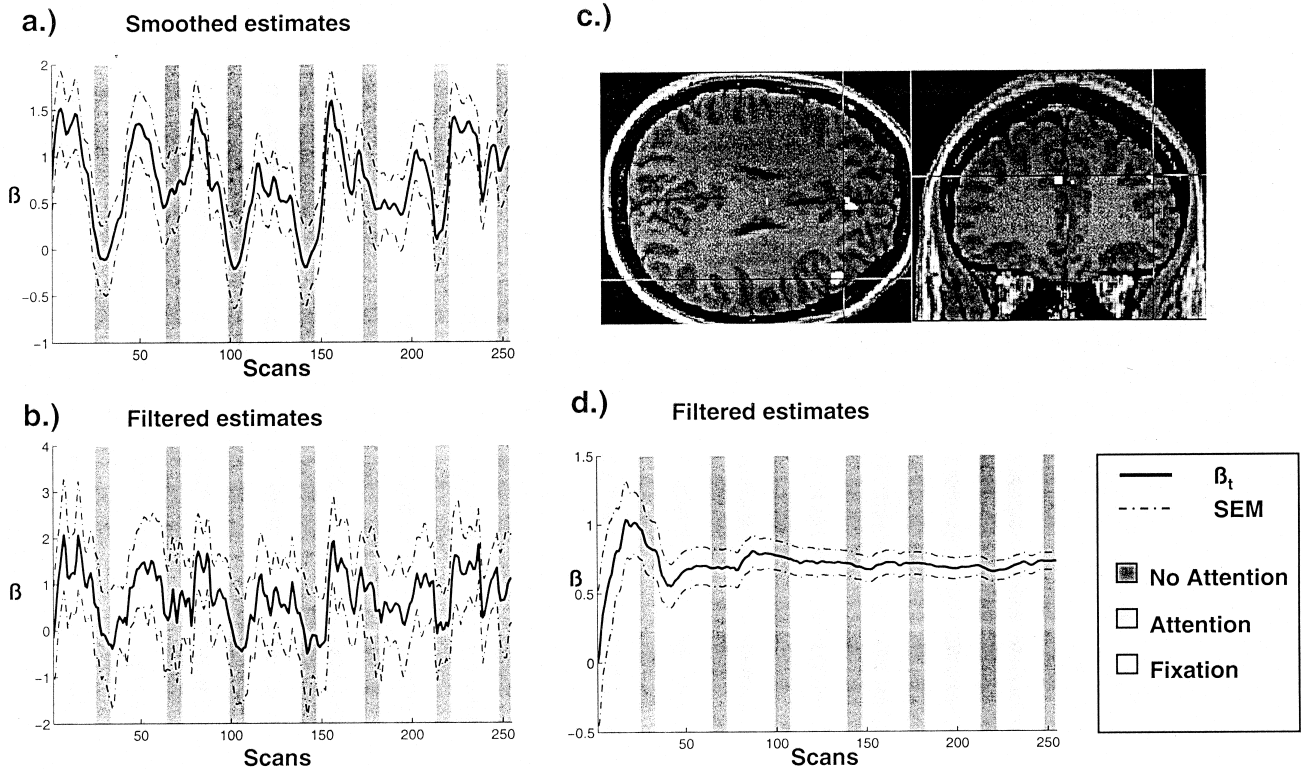 a.)
Smoothed estimates
2
1.5
1
ß
0.5
0
−0.5
−1
50
100
150
200
250
Scans
b.)
Filtered estimates
4
3
2
1
ß
0
−1
−2
50
100
150
200
250
Scans
c.)
d.)
Filtered estimates
1.5
1
ß
0.5
0
−0.5
50
100
150
200
250
Scans
ßt
SEM
No Attention
Attention
Fixation